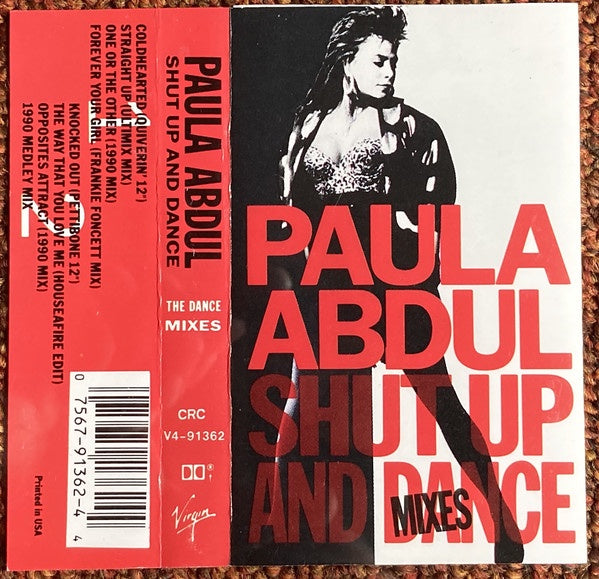 COLDHEARTED (QUIVERIN' 12")
STRAIGHT UP (ULTIMIX MIX)
ONE OR THE OTHER (1990 MIX)
FOREVER YOUR GIRL (FRANKIE FONCETT MIX)
KNOCKED OUT (PETTIBONE 12")
THE WAY THAT YOU LOVE ME (HOUSEAFIRE EDIT)
OPPOSITES ATTRACT (1990 MIX)
1990 MEDLEY MIX
0 7567-91362-4 4
Printed in USA
PAULA ABDUL
SHUT UP AND DANCE
THE DANCE
MIXES
CRC
V4-91362
Virgin
PAULA
ABDUL
SHUT UP
AND DANCE
MIXES